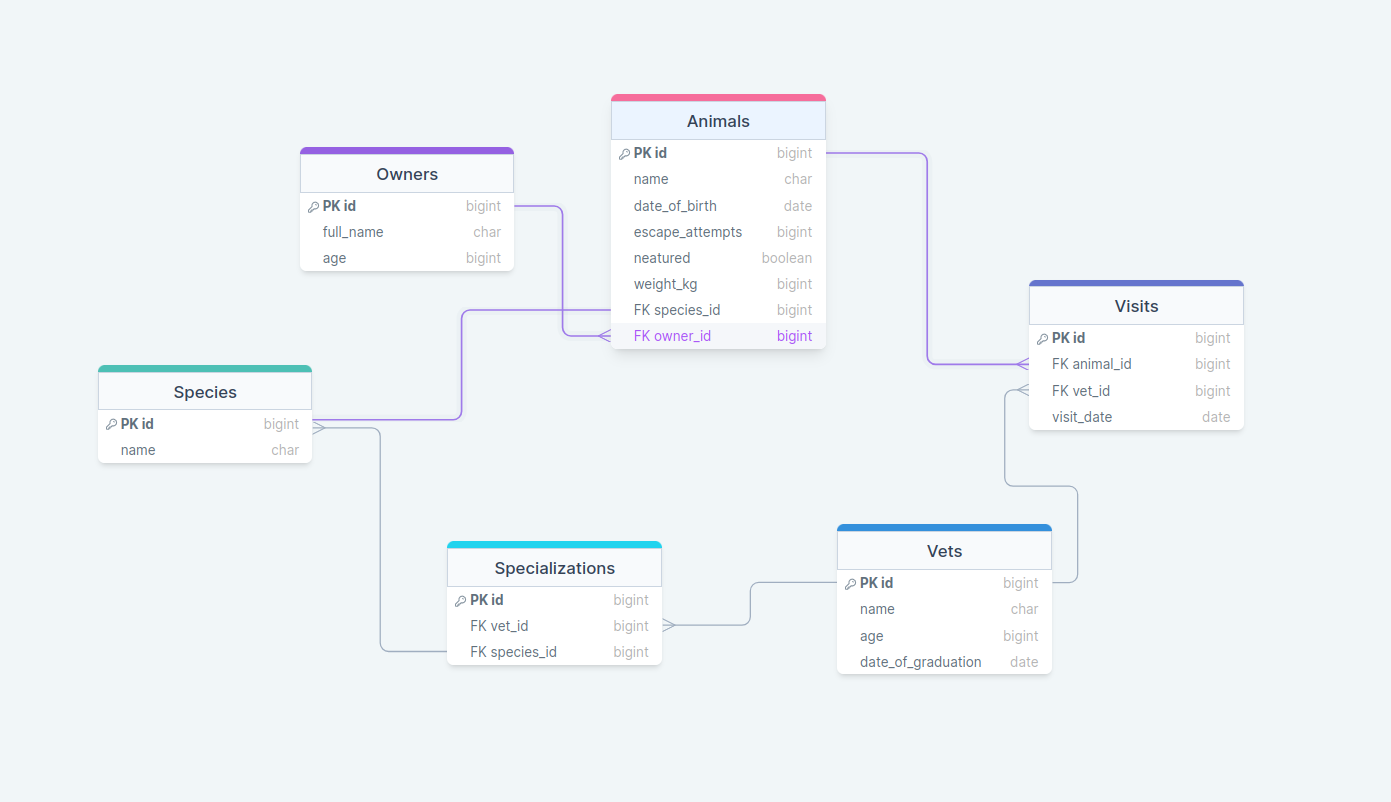 Animals
PK id bigint
name char
date_of_birth date
escape_attempts bigint
neatured boolean
weight_kg bigint
FK species_id bigint
FK owner_id bigint
Owners
PK id bigint
full_name char
age bigint
Visits
PK id bigint
FK animal_id bigint
FK vet_id bigint
visit_date date
Species
PK id bigint
name char
Specializations
PK id bigint
FK vet_id bigint
FK species_id bigint
Vets
PK id bigint
name char
age bigint
date_of_graduation date